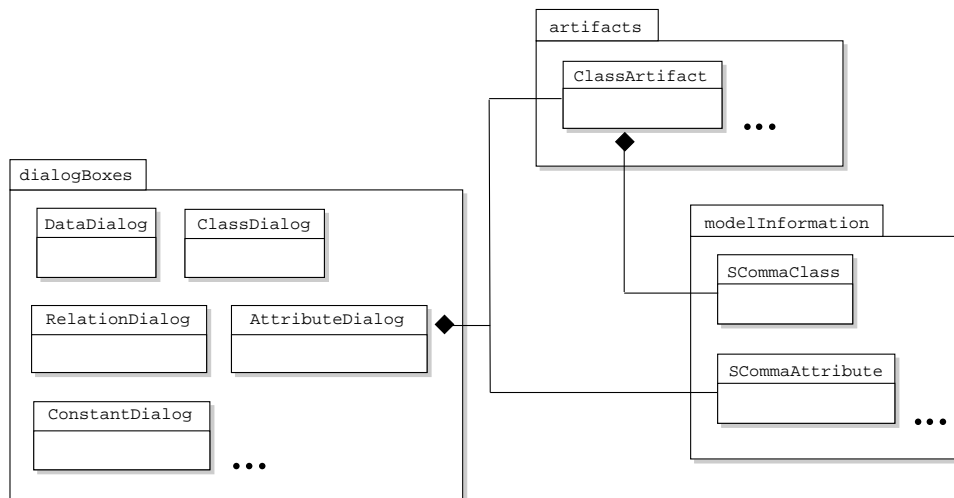 artifacts
ClassArtifact
...
dialogBoxes
DataDialog
ClassDialog
RelationDialog
AttributeDialog
ConstantDialog
...
modelInformation
SCommaClass
SCommaAttribute
...